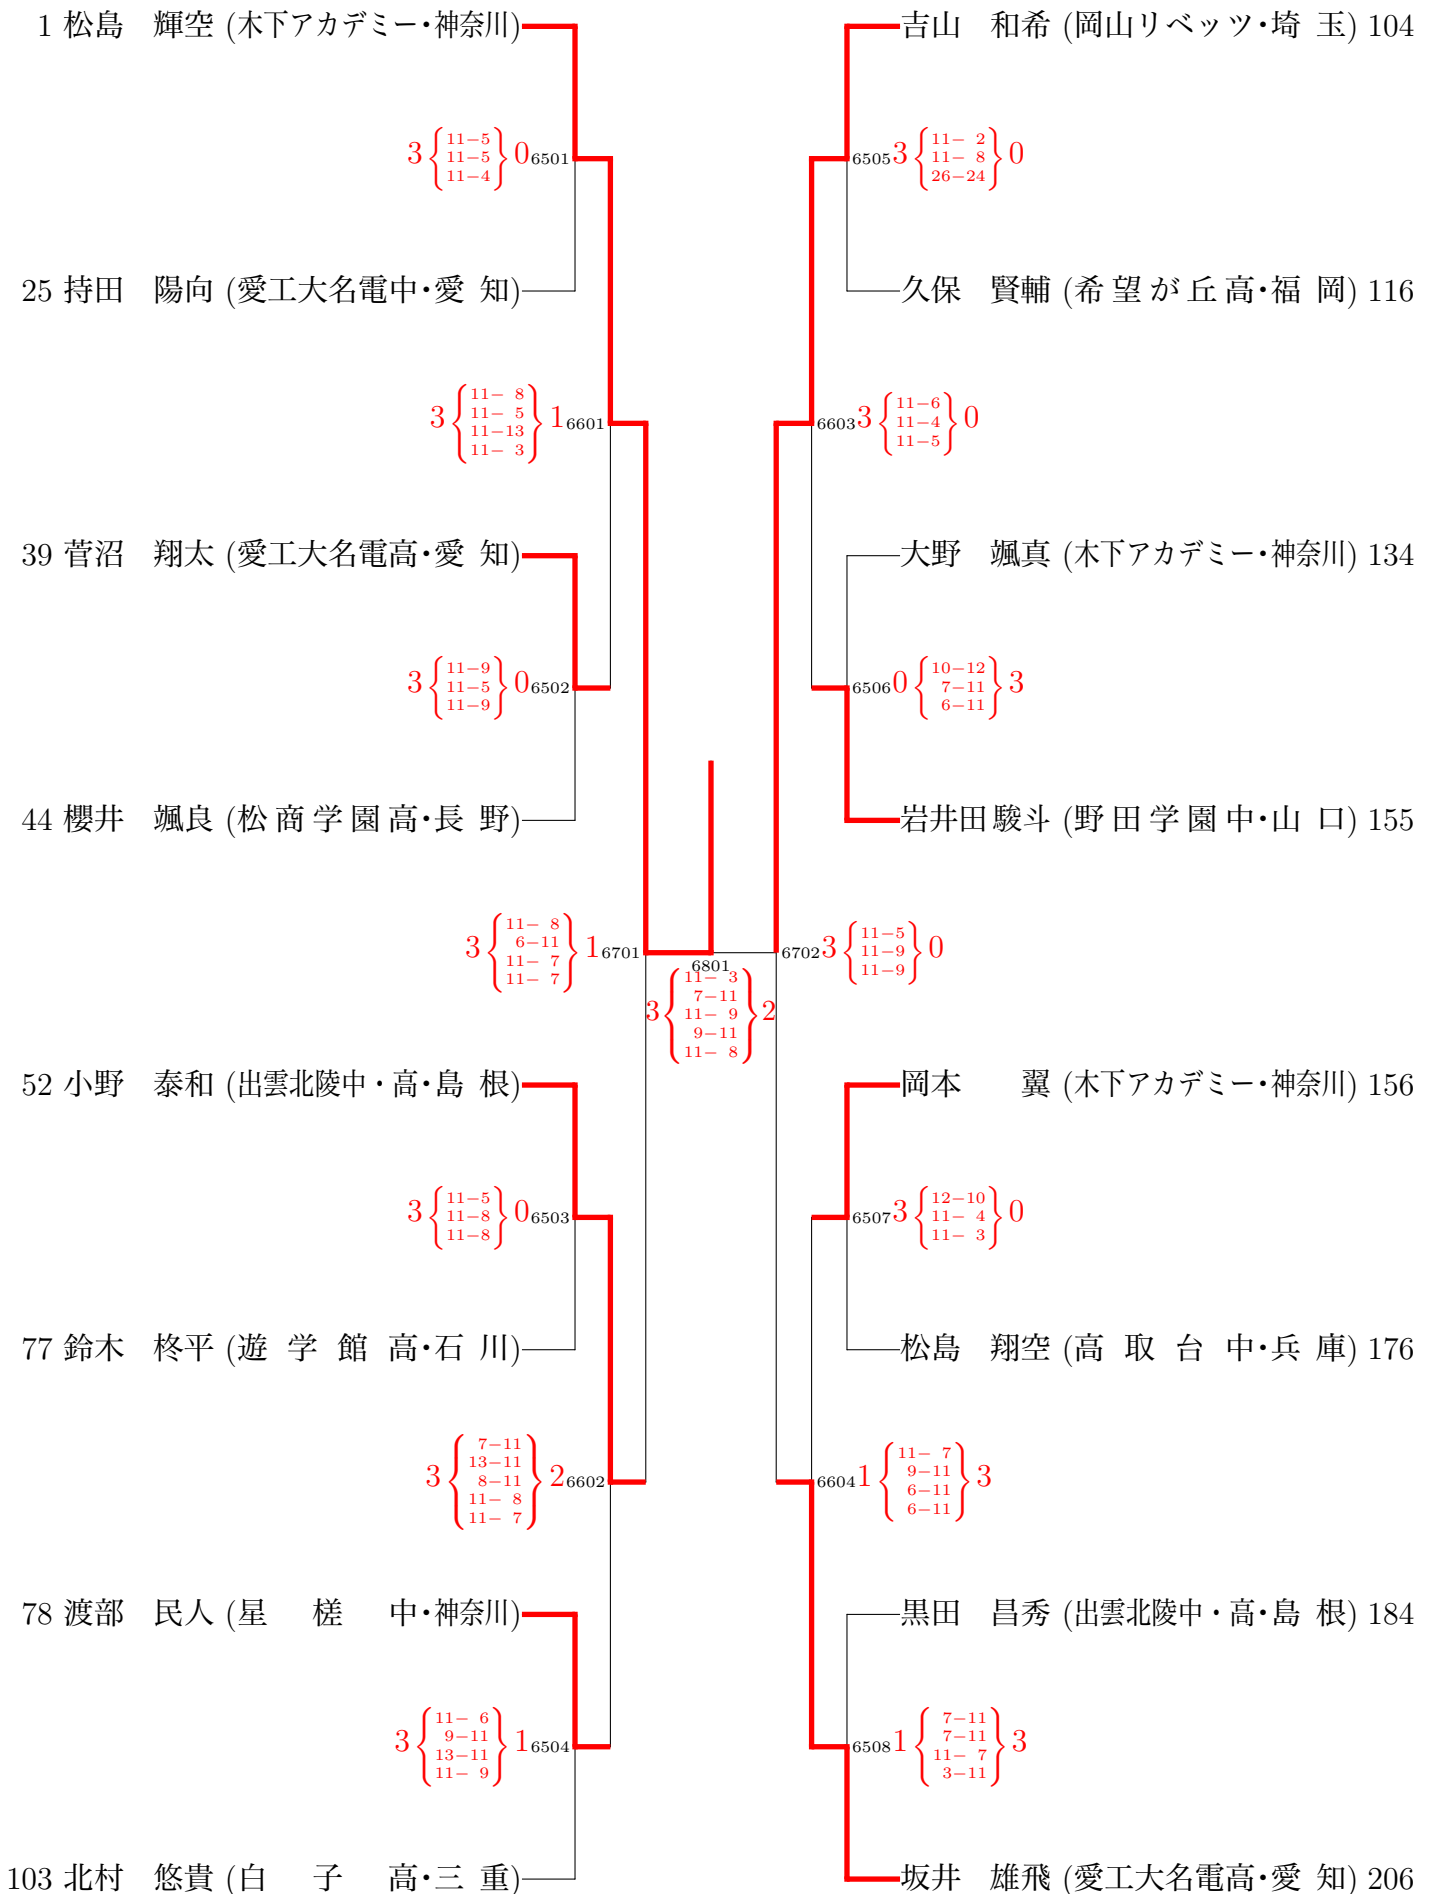 1 松島 輝空 (木下アカデミー・神奈川)
吉山 和希 (岡山リベッツ・埼 玉) 104
3 11-5 11-5 11-4 0 6501
6505 3 11- 2 11- 8 26-24 0
25 持田 陽向 (愛工大名電中・愛 知)
久保 賢輔 (希望が丘高・福 岡) 116
3 11- 8 11- 5 11-13 11- 3 1 6601
6603 3 11-6 11-4 11-5 0
39 菅沼 翔太 (愛工大名電高・愛 知)
大野 颯真 (木下アカデミー・神奈川) 134
3 11-9 11-5 11-9 0 6502
6506 0 10-12 7-11 6-11 3
44 櫻井 颯良 (松商学園高・長 野)
岩井田駿斗 (野田学園中・山 口) 155
3 11- 8 6-11 11- 7 11- 7 1 6701
6702 3 11-5 11-9 11-9 0
6801
3 11- 3 7-11 11- 9 9-11 11- 8 2
52 小野 泰和 (出雲北陵中・高・島 根)
岡本 翼 (木下アカデミー・神奈川) 156
3 11-5 11-8 11-8 0 6503
6507 3 12-10 11- 4 11- 3 0
77 鈴木 柊平 (遊学館高・石 川)
松島 翔空 (高取台中・兵 庫) 176
3 7-11 13-11 8-11 11- 8 11- 7 2 6602
6604 1 11- 7 9-11 6-11 6-11 3
78 渡部 民人 (星槎中・神奈川)
黒田 昌秀 (出雲北陵中・高・島 根) 184
3 11- 6 9-11 13-11 11- 9 1 6504
6508 1 7-11 7-11 11- 7 3-11 3
103 北村 悠貴 (白子高・三 重)
坂井 雄飛 (愛工大名電高・愛 知) 206